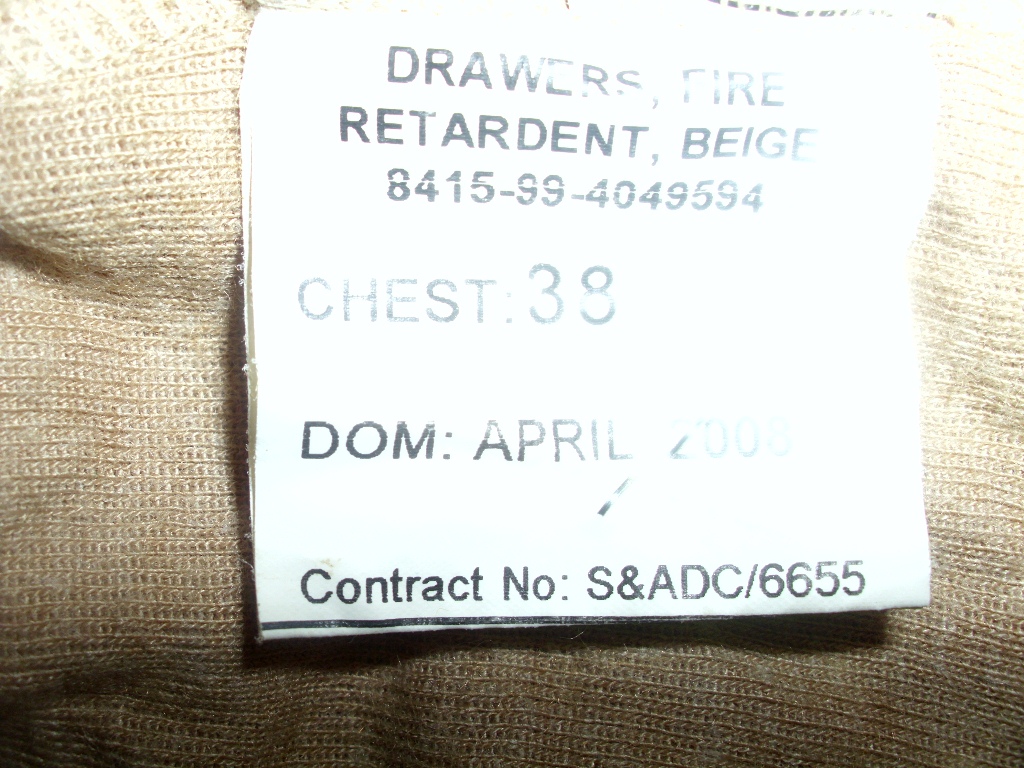 DRAWERS, FIRE
RETARDENT, BEIGE
8415-99-4049594
CHEST: 38
DOM: APRIL 2008
Contract No: S&ADC/6655